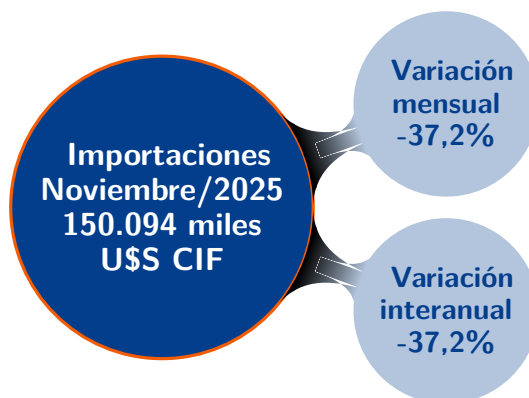 Importaciones
Noviembre/2025
150.094 miles
U$S CIF
Variación
mensual
-37,2%
Variación
interanual
-37,2%